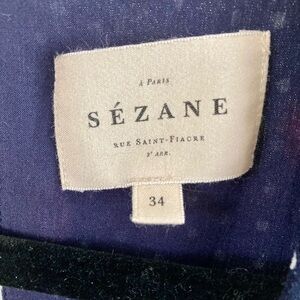 À PARIS
SÉZANE
RUE SAINT-FIACRE
2ᵉ ARR.
34